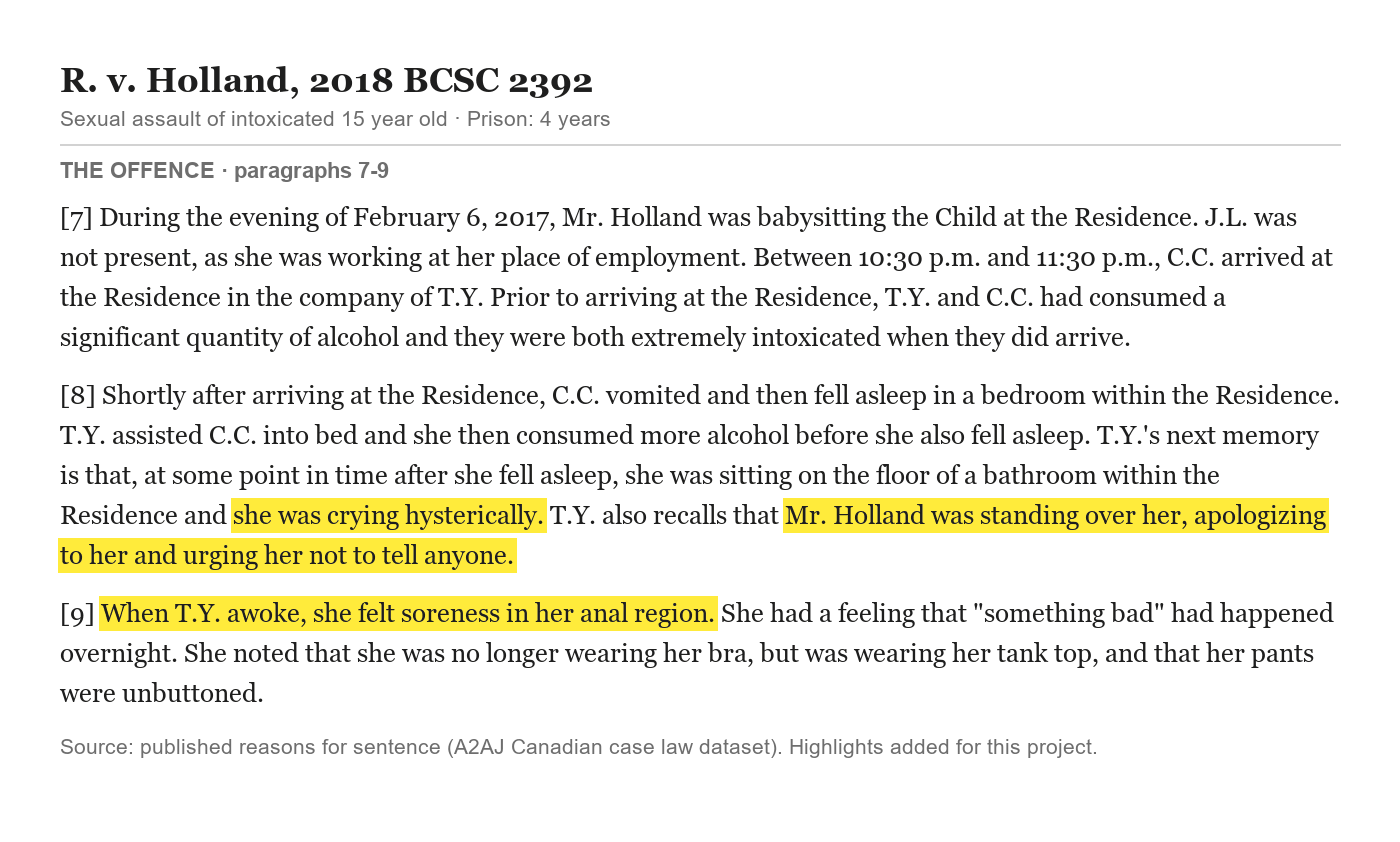 R. v. Holland, 2018 BCSC 2392
Sexual assault of intoxicated 15 year old · Prison: 4 years
THE OFFENCE · paragraphs 7-9
[7] During the evening of February 6, 2017, Mr. Holland was babysitting the Child at the Residence. J.L. was
not present, as she was working at her place of employment. Between 10:30 p.m. and 11:30 p.m., C.C. arrived at
the Residence in the company of T.Y. Prior to arriving at the Residence, T.Y. and C.C. had consumed a
significant quantity of alcohol and they were both extremely intoxicated when they did arrive.
[8] Shortly after arriving at the Residence, C.C. vomited and then fell asleep in a bedroom within the Residence.
T.Y. assisted C.C. into bed and she then consumed more alcohol before she also fell asleep. T.Y.'s next memory
is that, at some point in time after she fell asleep, she was sitting on the floor of a bathroom within the
Residence and she was crying hysterically. T.Y. also recalls that Mr. Holland was standing over her, apologizing
to her and urging her not to tell anyone.
[9] When T.Y. awoke, she felt soreness in her anal region. She had a feeling that "something bad" had happened
overnight. She noted that she was no longer wearing her bra, but was wearing her tank top, and that her pants
were unbuttoned.
Source: published reasons for sentence (A2AJ Canadian case law dataset). Highlights added for this project.